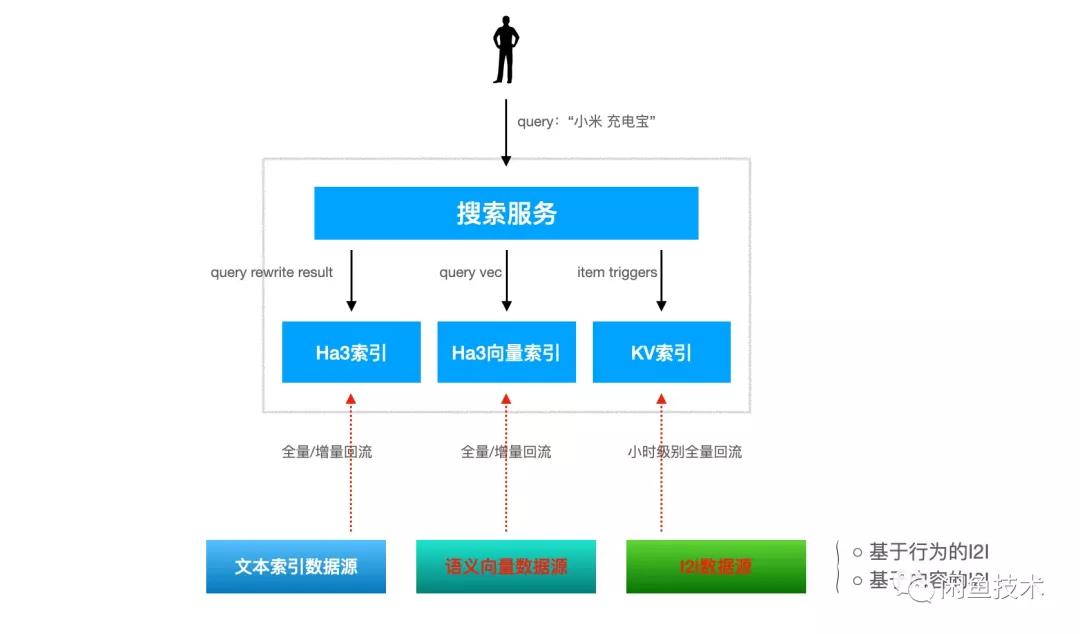 query：“小米 充电宝”
搜索服务
query rewrite result
query vec
item triggers
Ha3索引
Ha3向量索引
KV索引
全量/增量回流
全量/增量回流
小时级别全量回流
文本索引数据源
语义向量数据源
I2I数据源
基于行为的I2I
基于内容的I2I
闲鱼技术